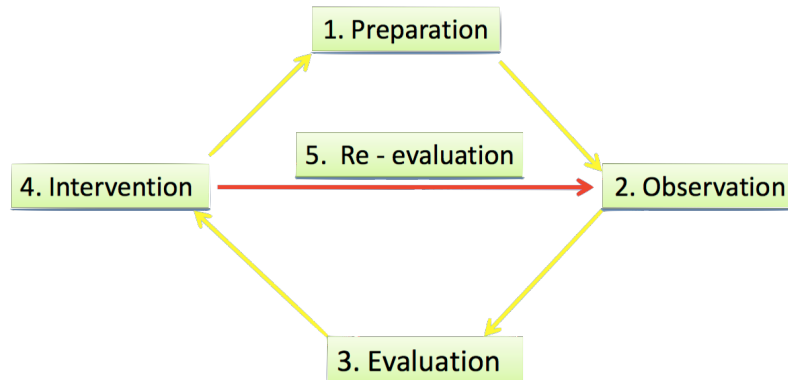 1. Preparation
5. Re - evaluation
4. Intervention
2. Observation
3. Evaluation